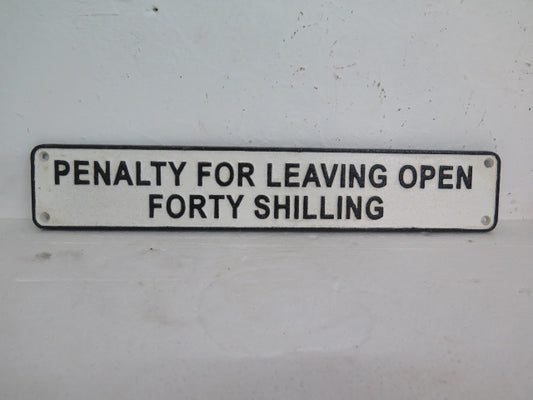 PENALTY FOR LEAVING OPEN
FORTY SHILLING